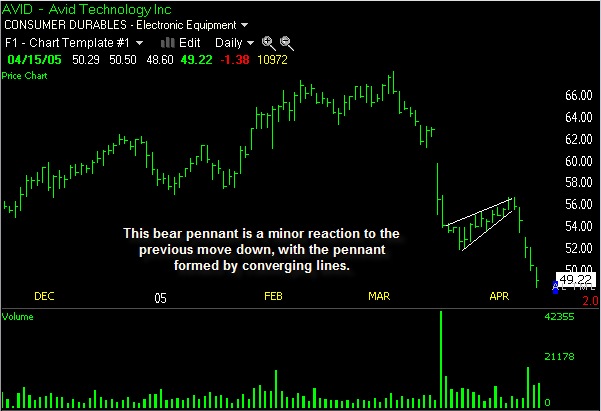 AVID - Avid Technology Inc
CONSUMER DURABLES - Electronic Equipment
F1 - Chart Template #1 Edit Daily
04/15/05 50.29 50.50 48.60 49.22 -1.38 10972
Price Chart
66.00
64.00
62.00
60.00
58.00
56.00
54.00
52.00
50.00
49.22
This bear pennant is a minor reaction to the
previous move down, with the pennant
formed by converging lines.
DEC 05 FEB MAR APR
2.0
Volume
42355
21178
0